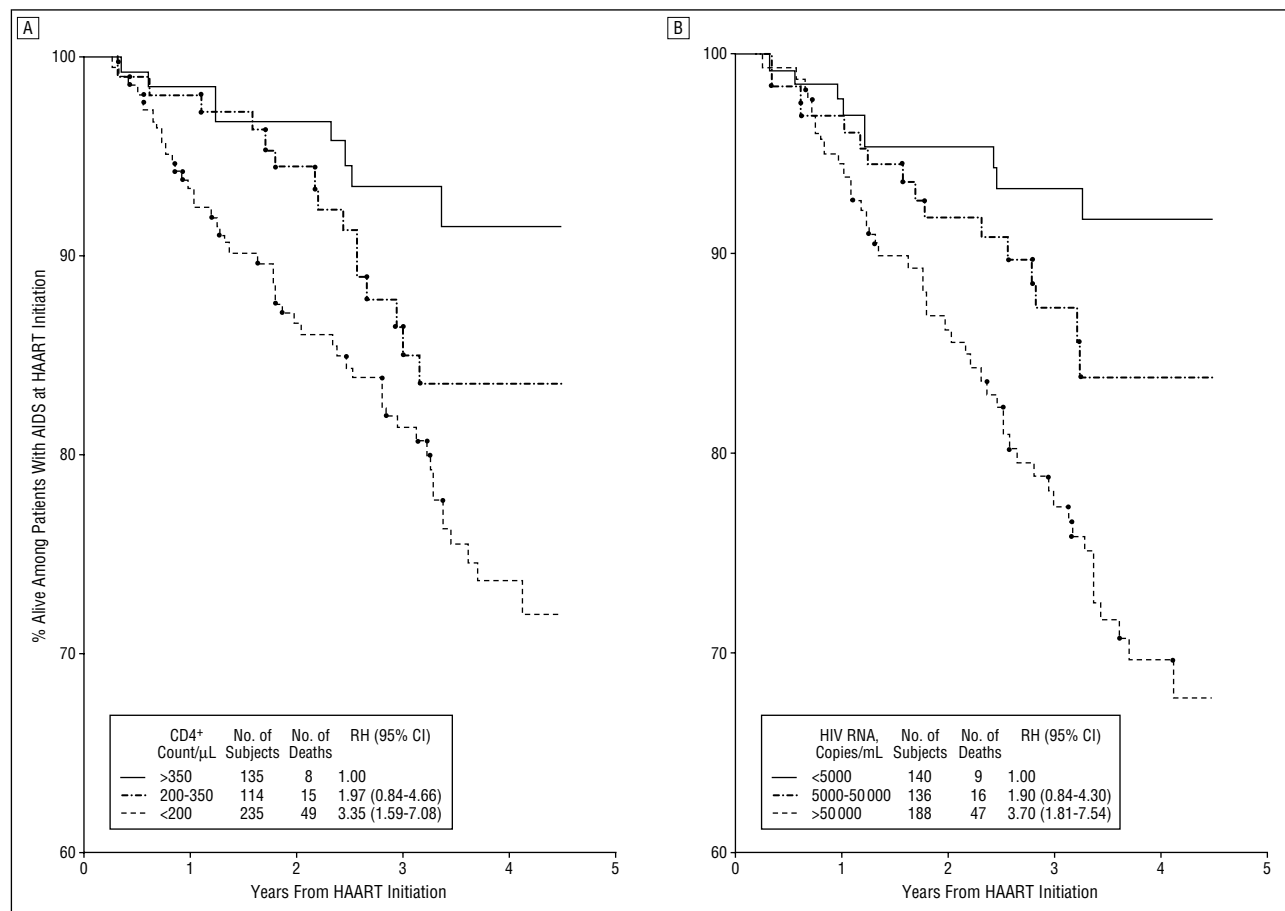 A
% Alive Among Patients With AIDS at HAART Initiation
100
90
80
70
60
0 1 2 3 4 5
Years From HAART Initiation
CD4+ No. of No. of RH (95% CI)
Count/μL Subjects Deaths
>350 135 8 1.00
200-350 114 15 1.97 (0.84-4.66)
<200 235 49 3.35 (1.59-7.08)
B
100
90
80
70
60
0 1 2 3 4 5
Years From HAART Initiation
HIV RNA, No. of No. of RH (95% CI)
Copies/mL Subjects Deaths
<5000 140 9 1.00
5000-50 000 136 16 1.90 (0.84-4.30)
>50 000 188 47 3.70 (1.81-7.54)